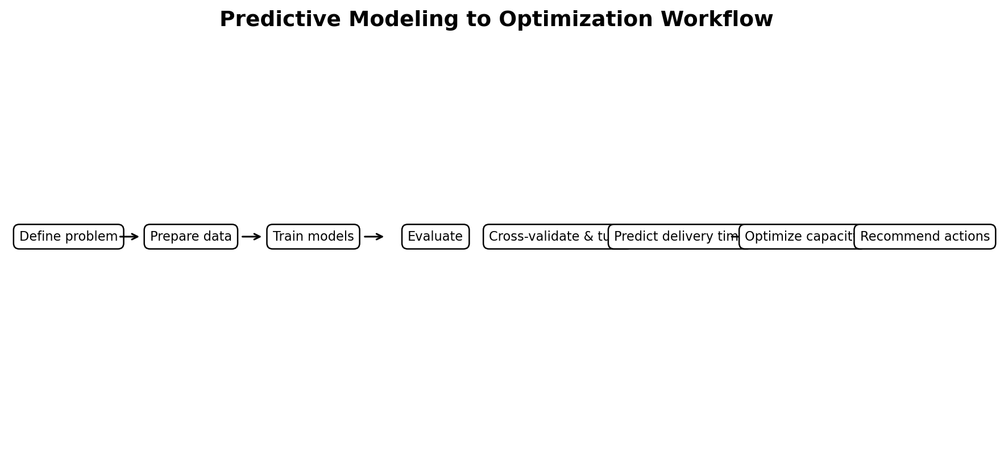 Predictive Modeling to Optimization Workflow
Define problem
Prepare data
Train models
Evaluate
Cross-validate & tu
Predict delivery tim
Optimize capacit
Recommend actions